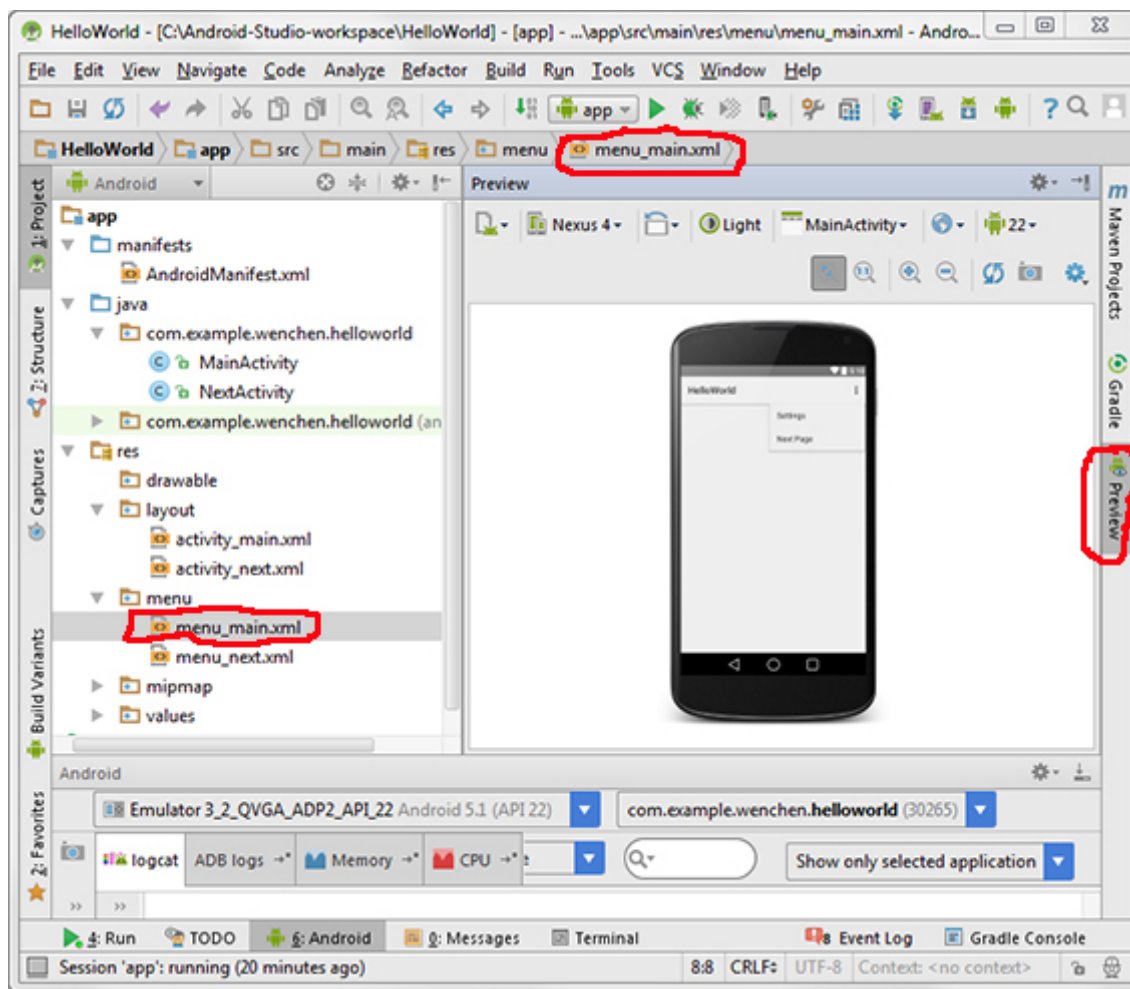 HelloWorld - [C:\Android-Studio-workspace\HelloWorld] - [app] - ...\app\src\main\res\menu\menu_main.xml - Andro...
File Edit View Navigate Code Analyze Refactor Build Run Tools VCS Window Help
app
HelloWorld app src main res menu menu_main.xml
1: Project
2: Structure
Captures
Build Variants
2: Favorites
Android
app
manifests
AndroidManifest.xml
java
com.example.wenchen.helloworld
MainActivity
NextActivity
com.example.wenchen.helloworld (an
res
drawable
layout
activity_main.xml
activity_next.xml
menu
menu_main.xml
menu_next.xml
mipmap
values
Preview
Nexus 4 Light MainActivity 22
1:1
HelloWorld
Settings
Next Page
m Maven Projects
Gradle
Preview
Android
Emulator 3_2_QVGA_ADP2_API_22 Android 5.1 (API 22) com.example.wenchen.helloworld (30265)
logcat ADB logs Memory CPU Show only selected application
4: Run TODO 6: Android 0: Messages Terminal 8 Event Log Gradle Console
Session 'app': running (20 minutes ago) 8:8 CRLF UTF-8 Context: <no context>